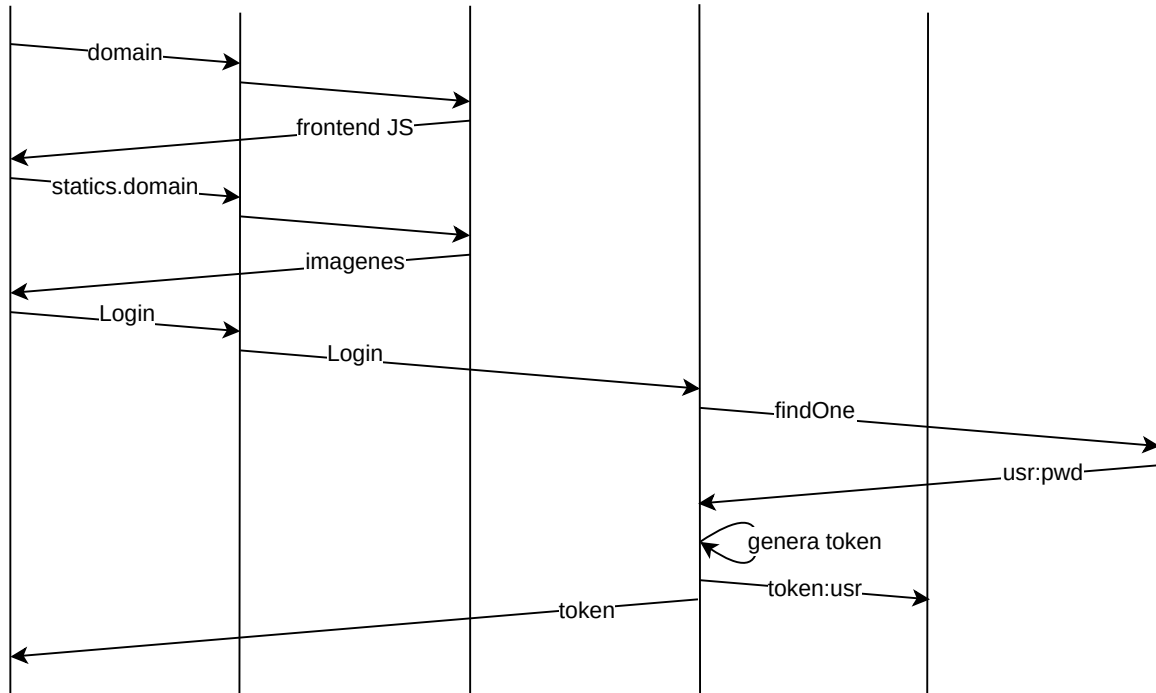 domain
frontend JS
statics.domain
imagenes
Login
Login
findOne
usr:pwd
genera token
token:usr
token